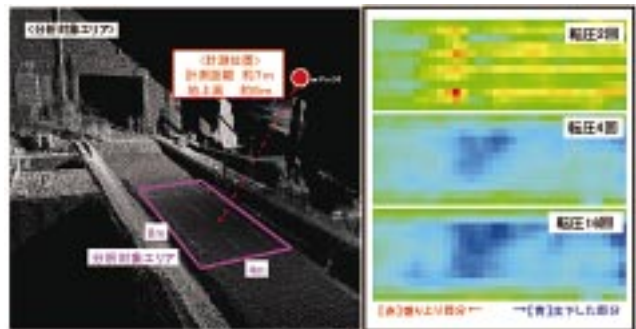 〈分析対象エリア〉
〈計測位置〉
計測距離 約7m
地上高 約6m
8m
分析対象エリア
4m
転圧2回
転圧4回
転圧16回
【赤】盛り上り部分←
→【青】沈下した部分